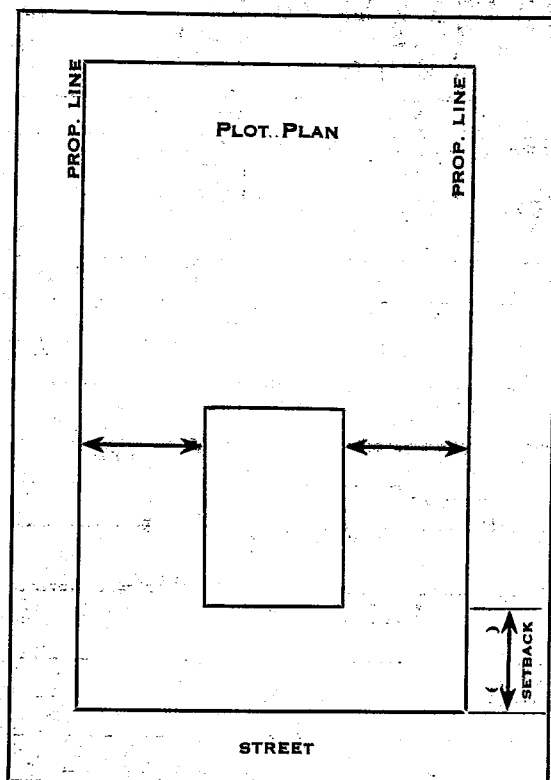 PROP. LINE
PLOT PLAN
PROP. LINE
( )
SETBACK
STREET